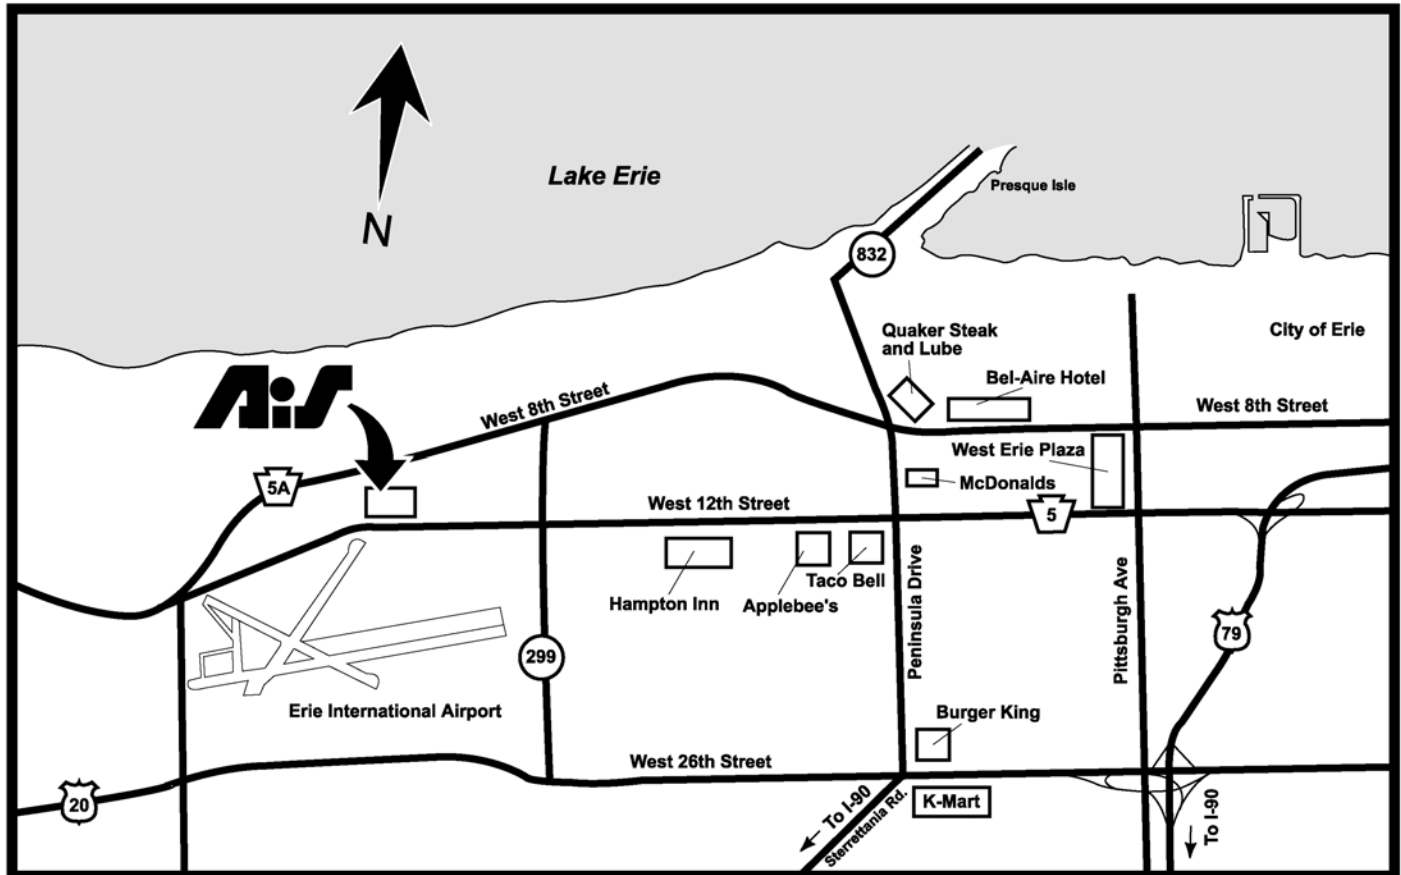 Lake Erie
N
Presque Isle
832
Quaker Steak
and Lube
City of Erie
Bel-Aire Hotel
AiS
West 8th Street
West 8th Street
West Erie Plaza
McDonalds
5A
West 12th Street
5
Taco Bell
Hampton Inn
Applebee's
Peninsula Drive
Pittsburgh Ave
79
299
Erie International Airport
Burger King
West 26th Street
20
K-Mart
To I-90
Sterrettania Rd.
To I-90